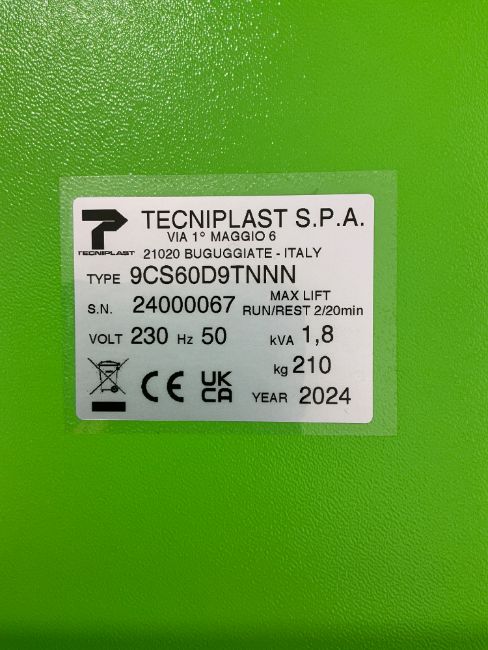 TECNIPLAST
TECNIPLAST S.P.A.
VIA 1° MAGGIO 6
21020 BUGUGGIATE - ITALY
TYPE 9CS60D9TNNN
S.N. 24000067 MAX LIFT
RUN/REST 2/20min
VOLT 230 Hz 50 kVA 1,8
kg 210
CE UK
CA YEAR 2024